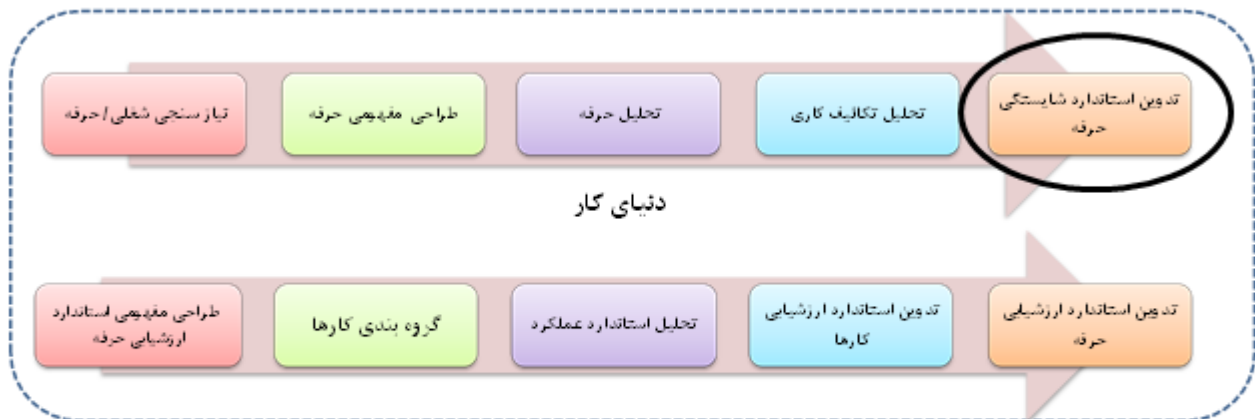 نیاز سنجی شغلی/حرفه
طراحی مفهومی حرفه
تحلیل حرفه
تحلیل تکالیف کاری
تدوین استاندارد شایستگی
حرفه
دنیای کار
طراحی مفهومی استاندارد
ارزشیابی حرفه
گروه بندی کارها
تحلیل استاندارد عملکرد
تدوین استاندارد ارزشیابی
کارها
تدوین استاندارد ارزشیابی
حرفه